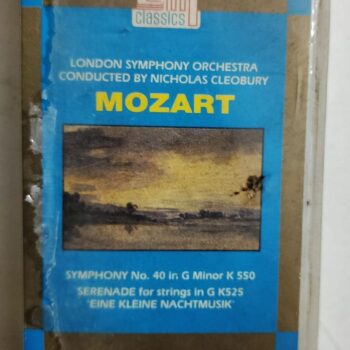 classics
LONDON SYMPHONY ORCHESTRA
CONDUCTED BY NICHOLAS CLEOBURY
MOZART
SYMPHONY No. 40 in G Minor K 550
SERENADE for strings in G K525
'EINE KLEINE NACHTMUSIK'